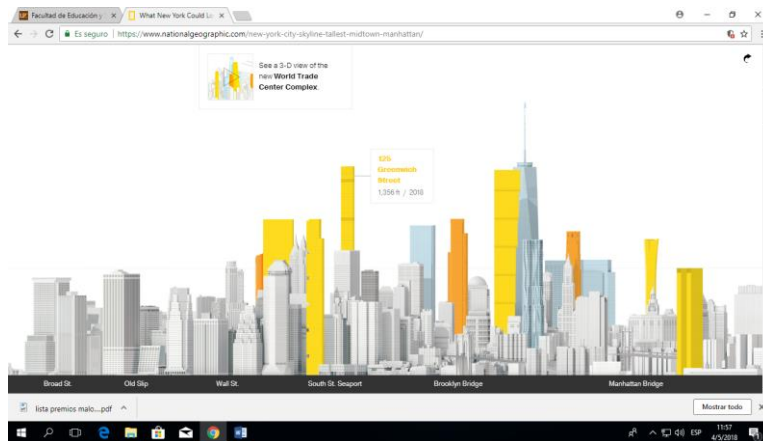 Facultad de Educación y
What New York Could Lo
Es seguro
https://www.nationalgeographic.com/new-york-city-skyline-tallest-midtown-manhattan/
See a 3-D view of the
new World Trade
Center Complex.
125
Greenwich
Street
1,356 ft / 2018
Broad St.
Old Slip
Wall St.
South St. Seaport
Brooklyn Bridge
Manhattan Bridge
lista premios malo....pdf
Mostrar todo
ESP
11:57
4/5/2018